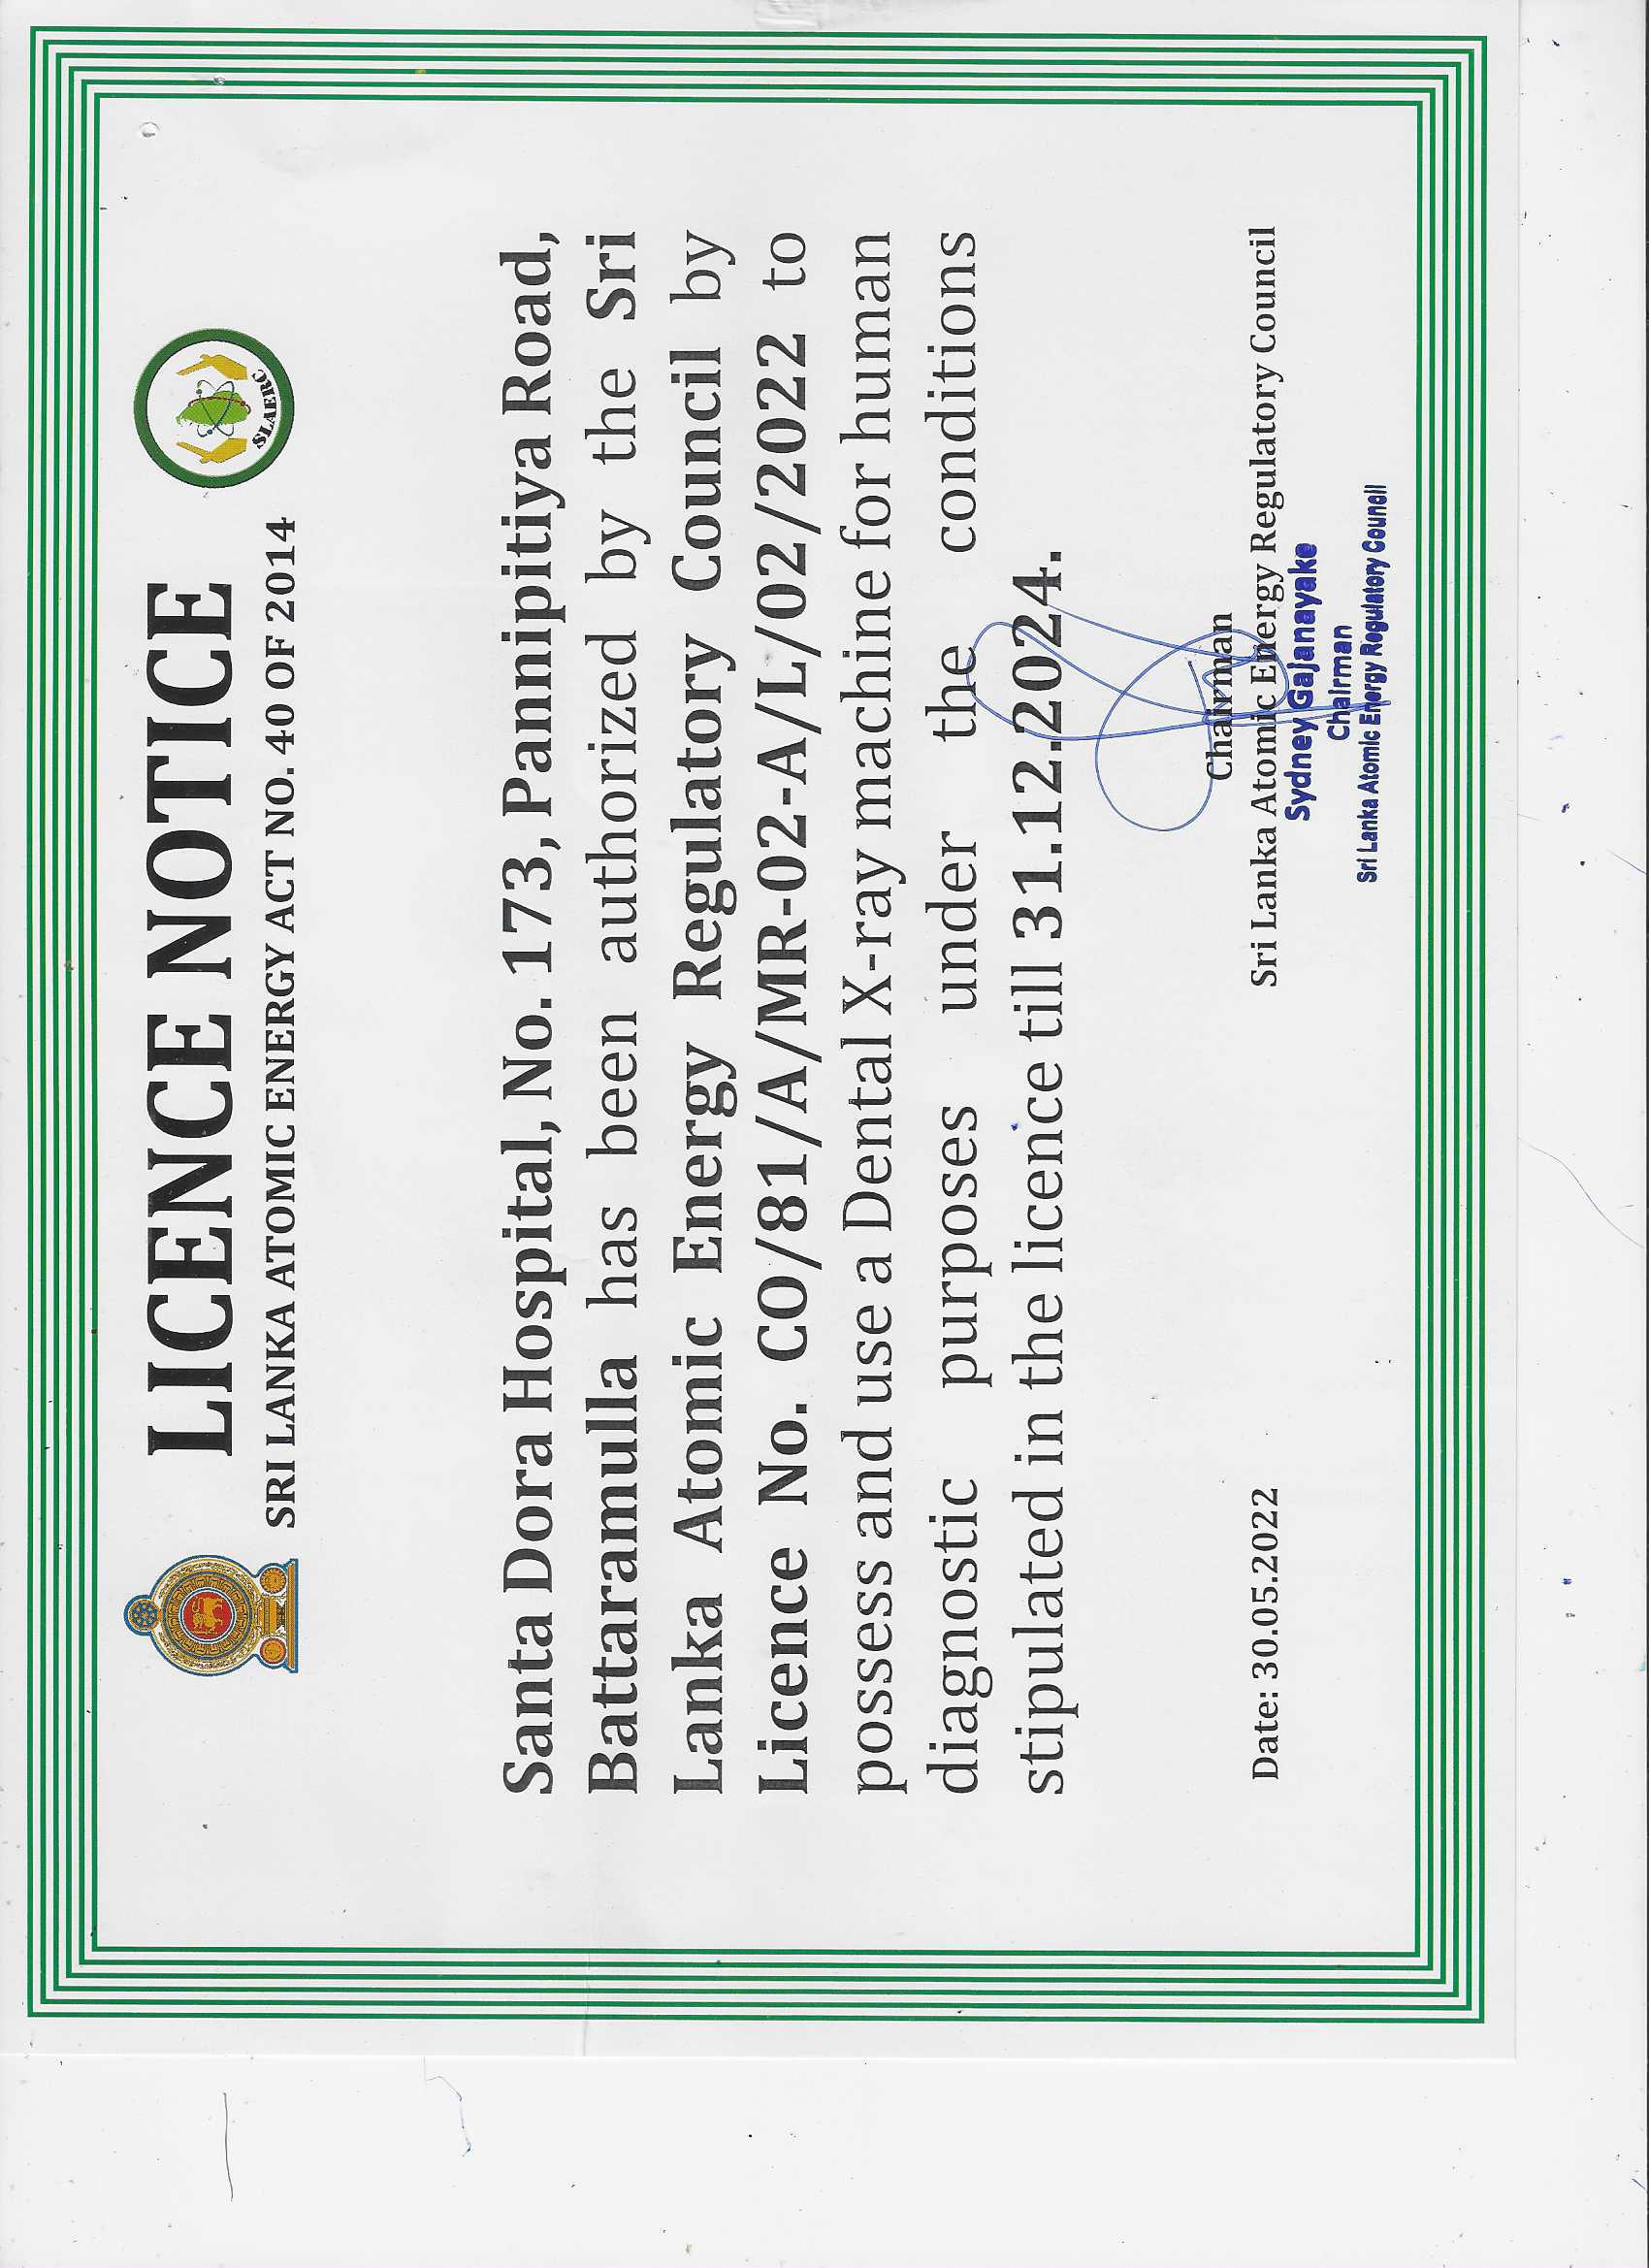 LICENCE NOTICE
SRI LANKA ATOMIC ENERGY ACT NO. 40 OF 2014
SLAERC
Santa Dora Hospital, No. 173, Pannipitiya Road,
Battaramulla has been authorized by the Sri
Lanka Atomic Energy Regulatory Council by
Licence No. CO/81/A/MR-02-A/L/02/2022 to
possess and use a Dental X-ray machine for human
diagnostic purposes under the conditions
stipulated in the licence till 31.12.2024.
Chairman
Date: 30.05.2022
Sri Lanka Atomic Energy Regulatory Council
Sydney Gajanayake
Chairman
Sri Lanka Atomic Energy Regulatory Council